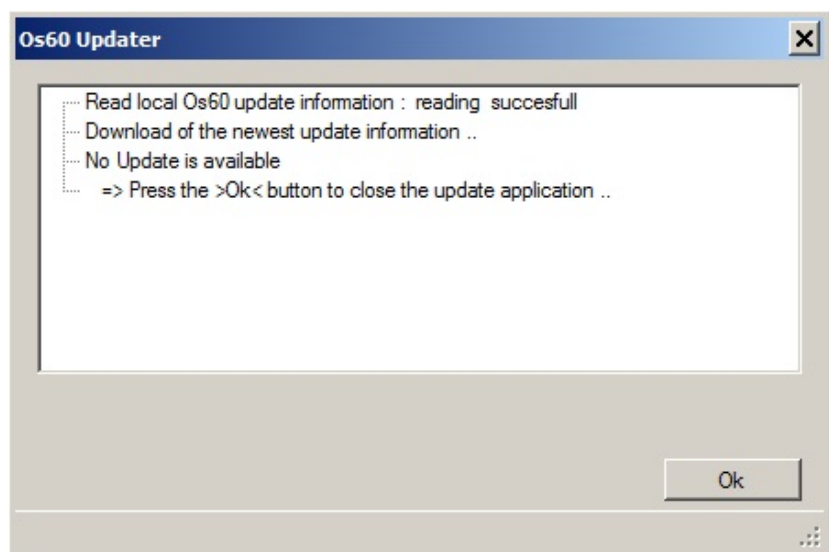 Os60 Updater
Read local Os60 update information : reading succesfull
Download of the newest update information ..
No Update is available
=> Press the >Ok< button to close the update application ..
Ok